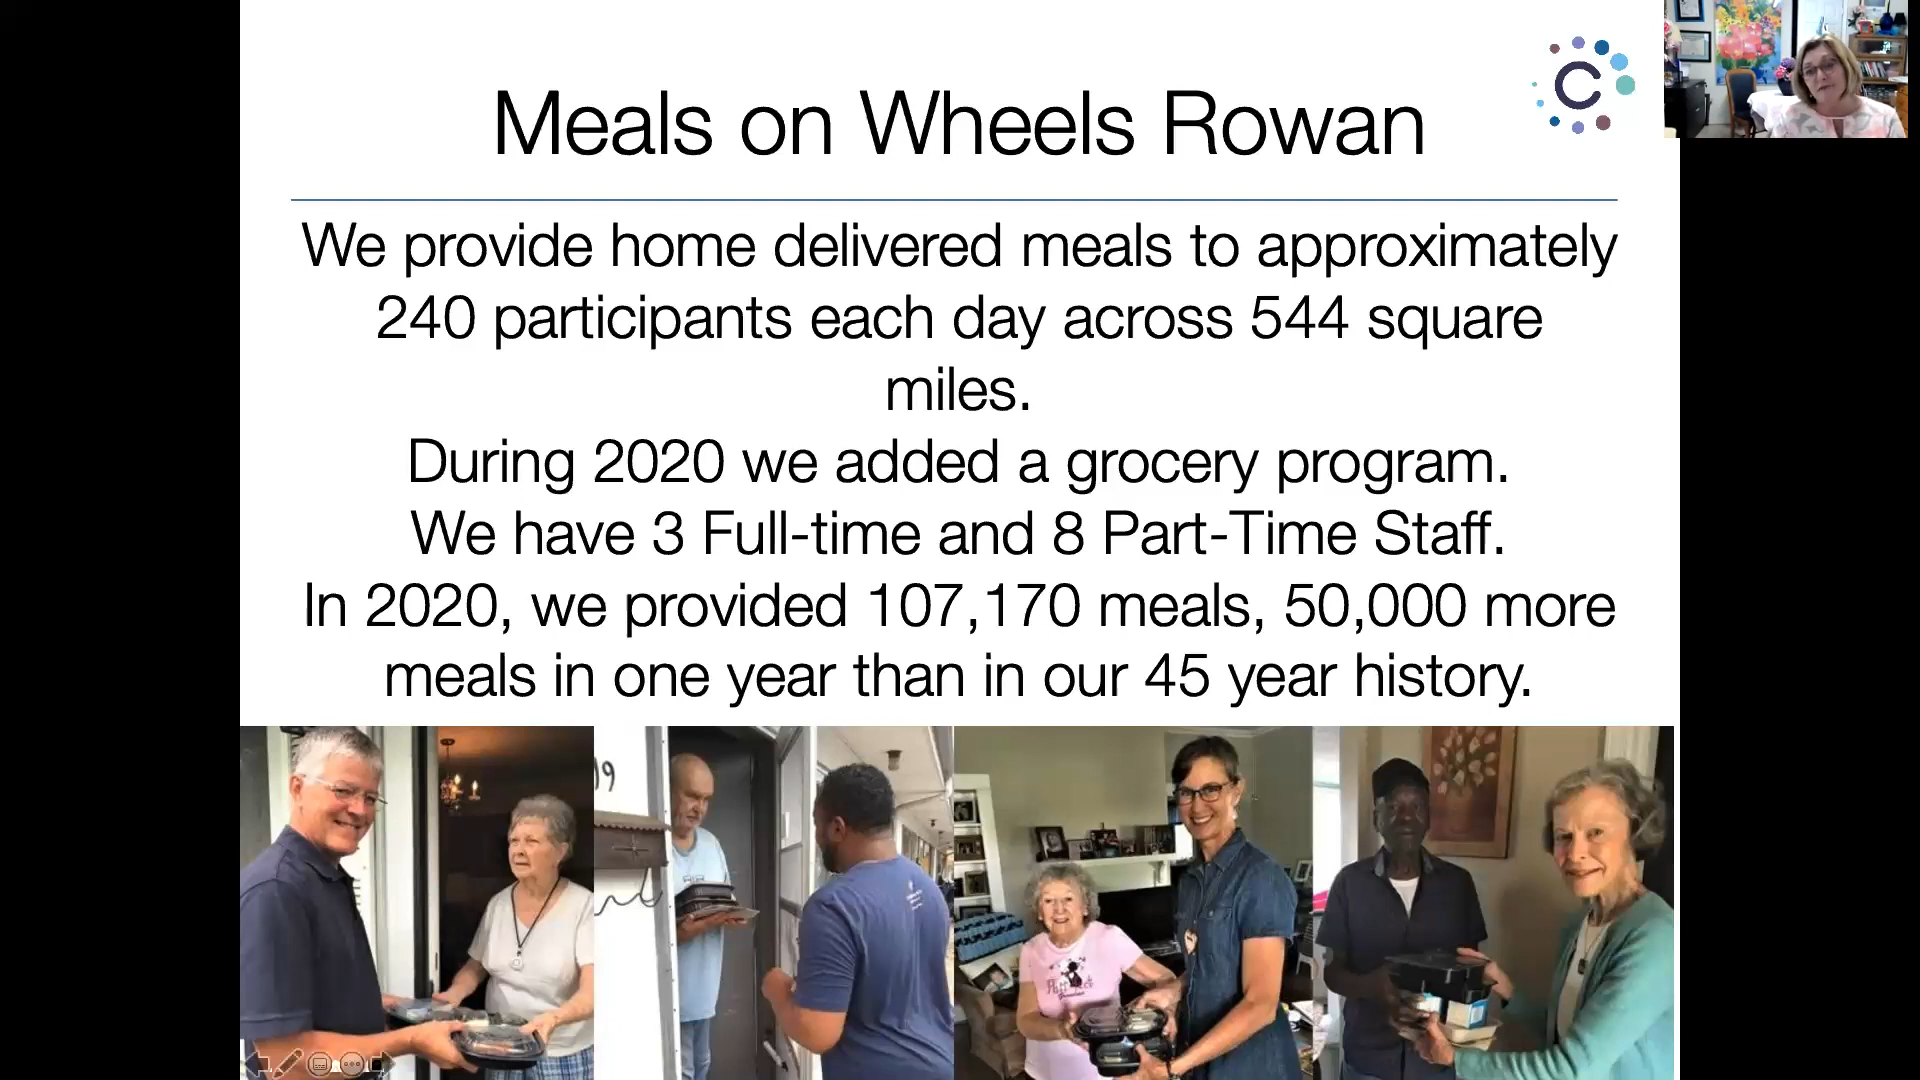 Meals on Wheels Rowan
C
We provide home delivered meals to approximately
240 participants each day across 544 square
miles.
During 2020 we added a grocery program.
We have 3 Full-time and 8 Part-Time Staff.
In 2020, we provided 107,170 meals, 50,000 more
meals in one year than in our 45 year history.
19